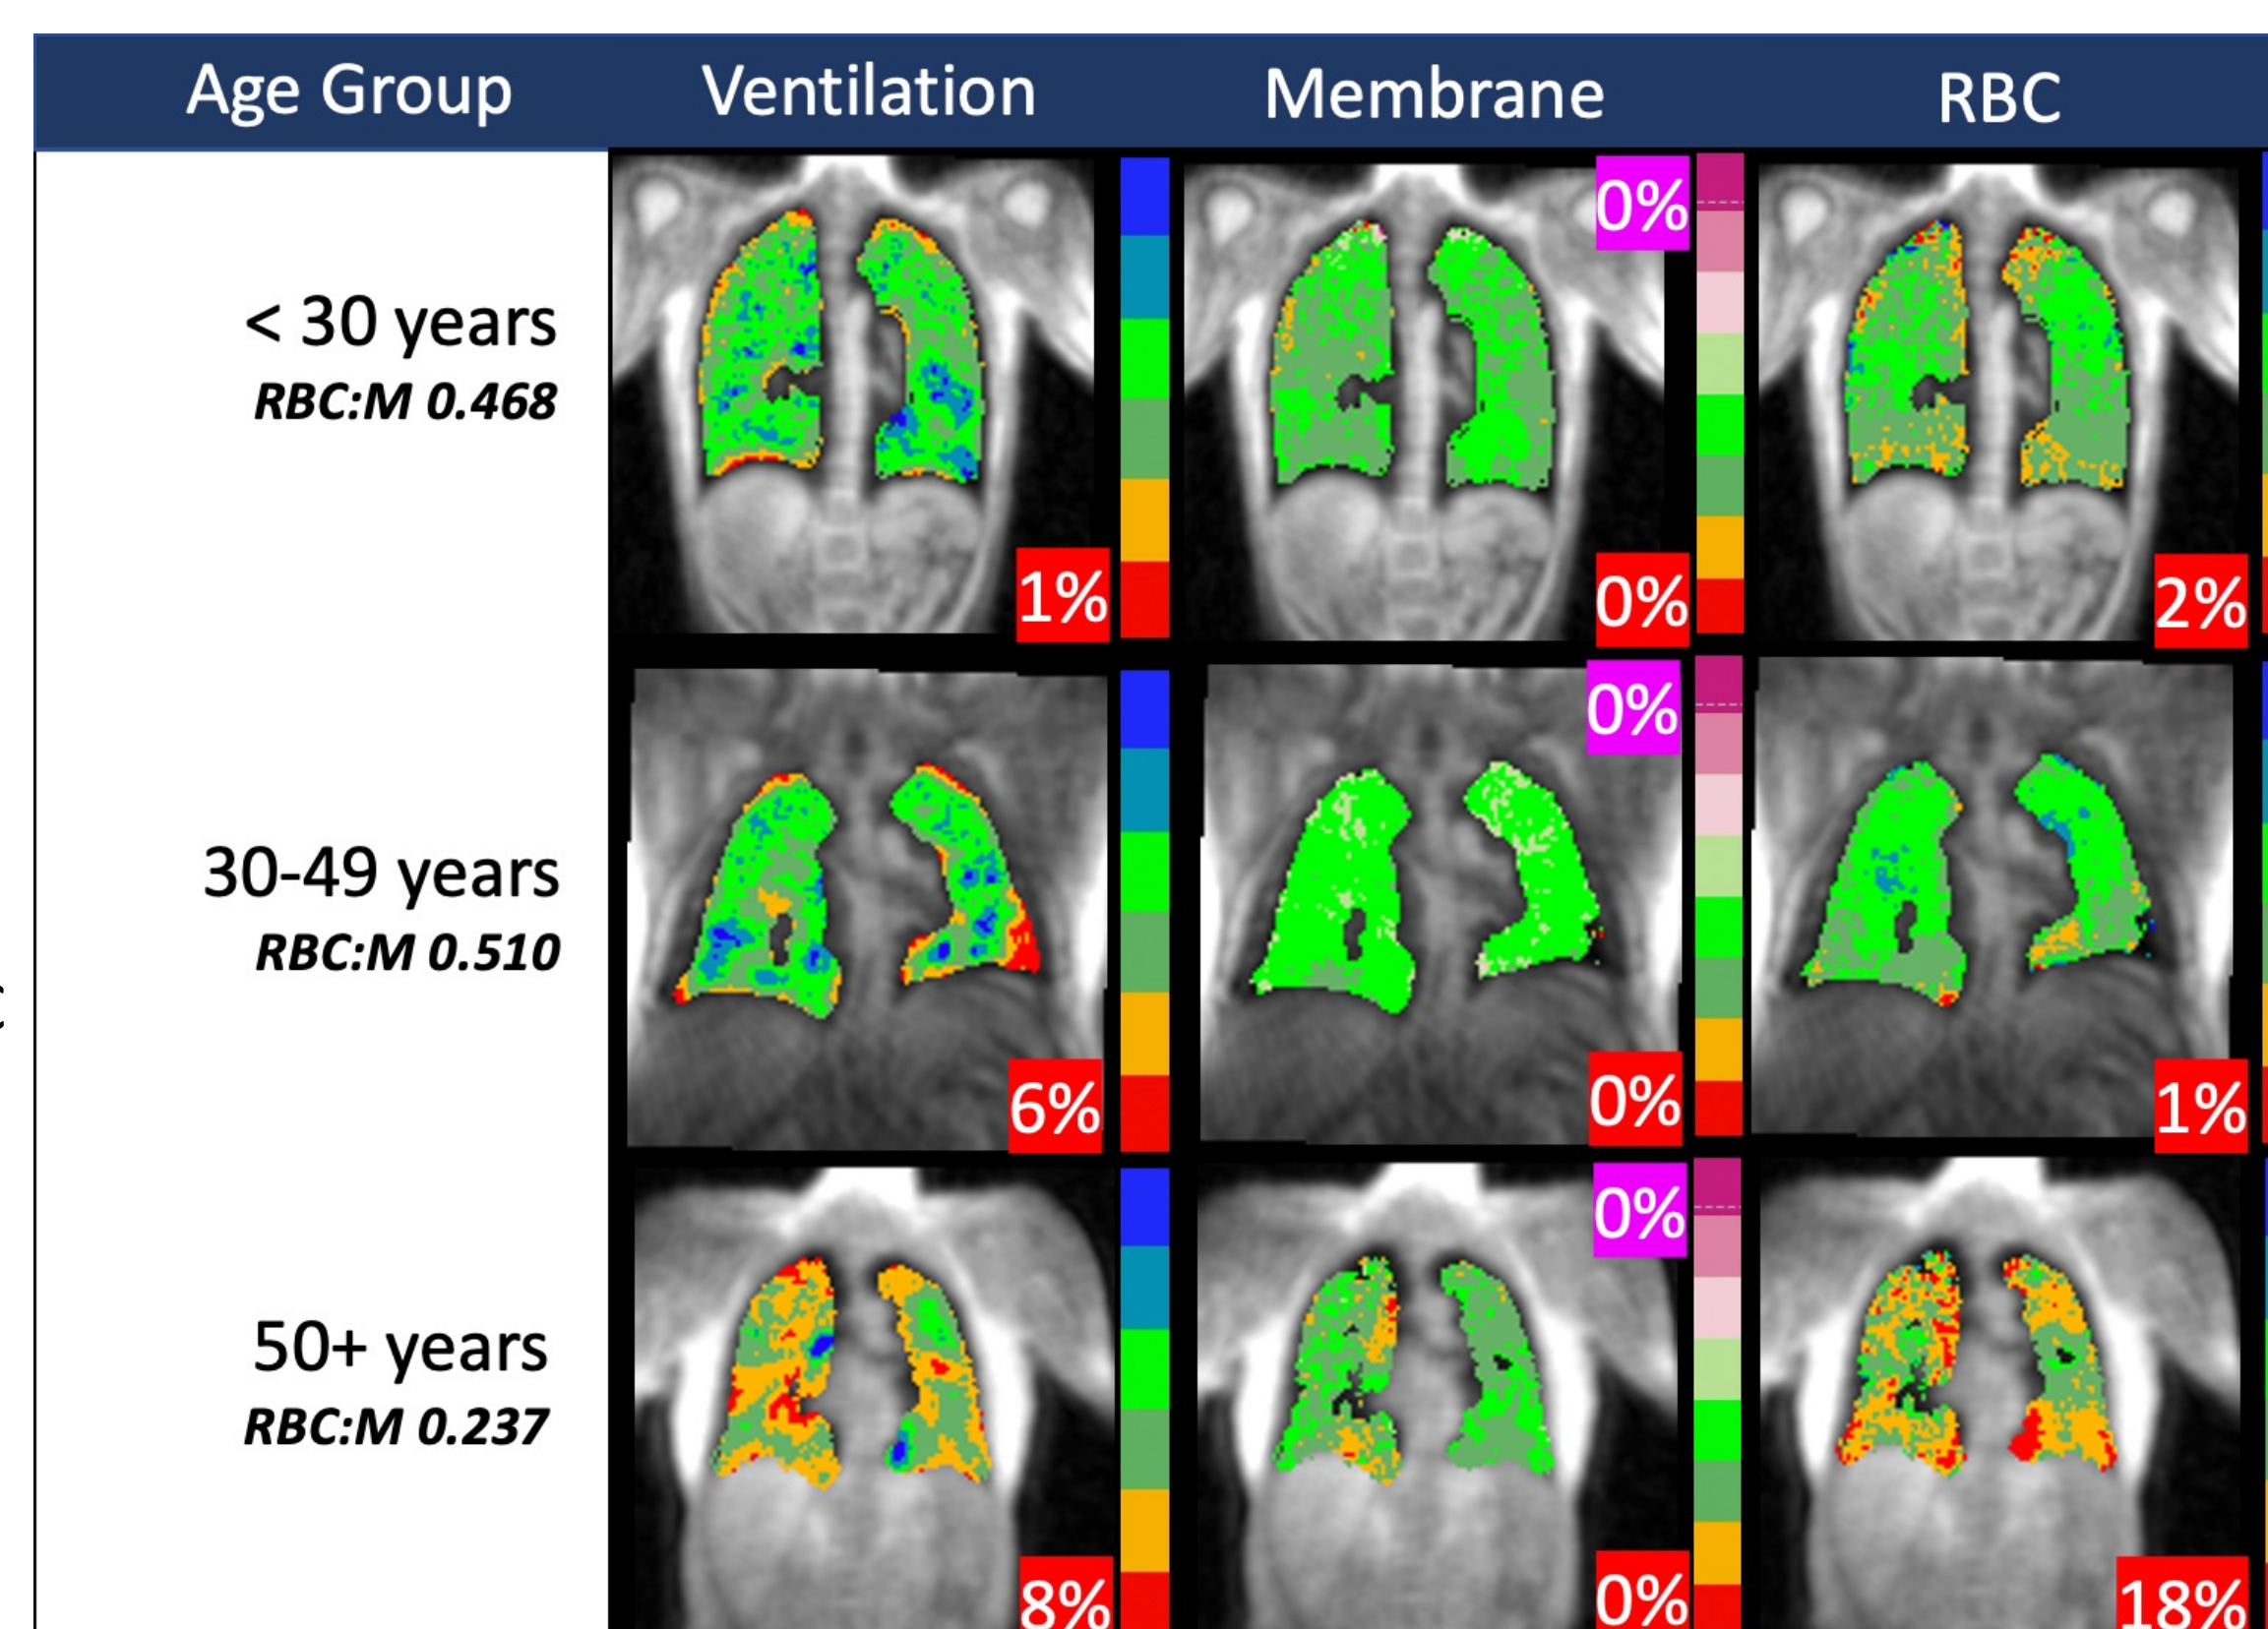 Age Group Ventilation Membrane RBC
0%
< 30 years
RBC:M 0.468
1% 0% 2%
0%
30-49 years
RBC:M 0.510
6% 0% 1%
0%
50+ years
RBC:M 0.237
8% 0% 18%